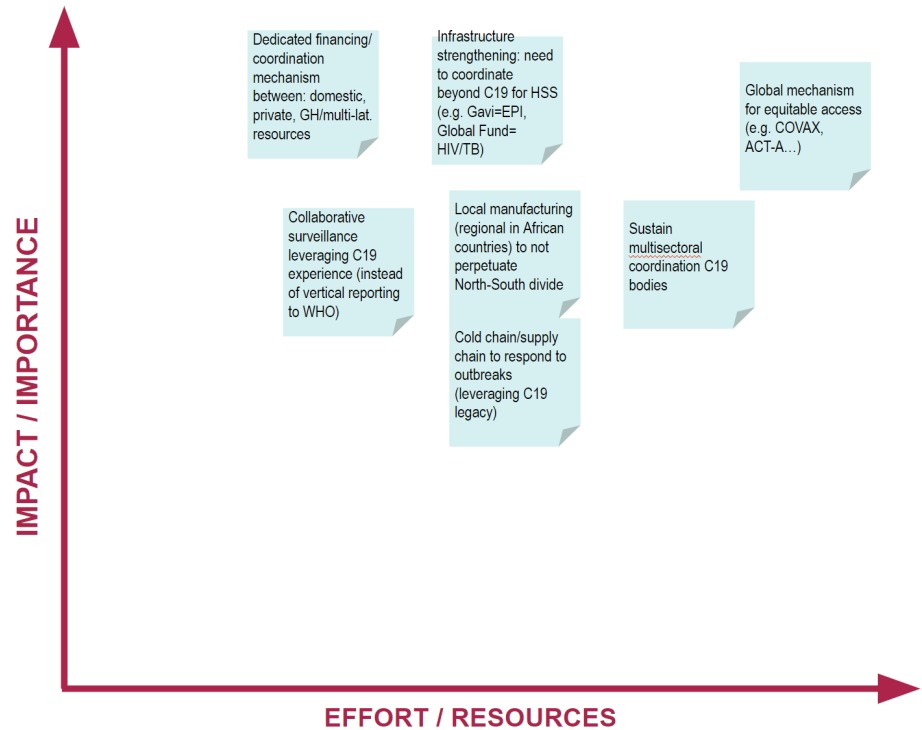 Dedicated financing/
coordination
mechanism
between: domestic,
private, GH/multi-lat.
resources
Infrastructure
strengthening: need
to coordinate
beyond C19 for HSS
(e.g. Gavi=EPI,
Global Fund=
HIV/TB)
Global mechanism
for equitable access
(e.g. COVAX,
ACT-A…)
Collaborative
surveillance
leveraging C19
experience (instead
of vertical reporting
to WHO)
Local manufacturing
(regional in African
countries) to not
perpetuate
North-South divide
Sustain
multisectoral
coordination C19
bodies
Cold chain/supply
chain to respond to
outbreaks
(leveraging C19
legacy)
IMPACT / IMPORTANCE
EFFORT / RESOURCES